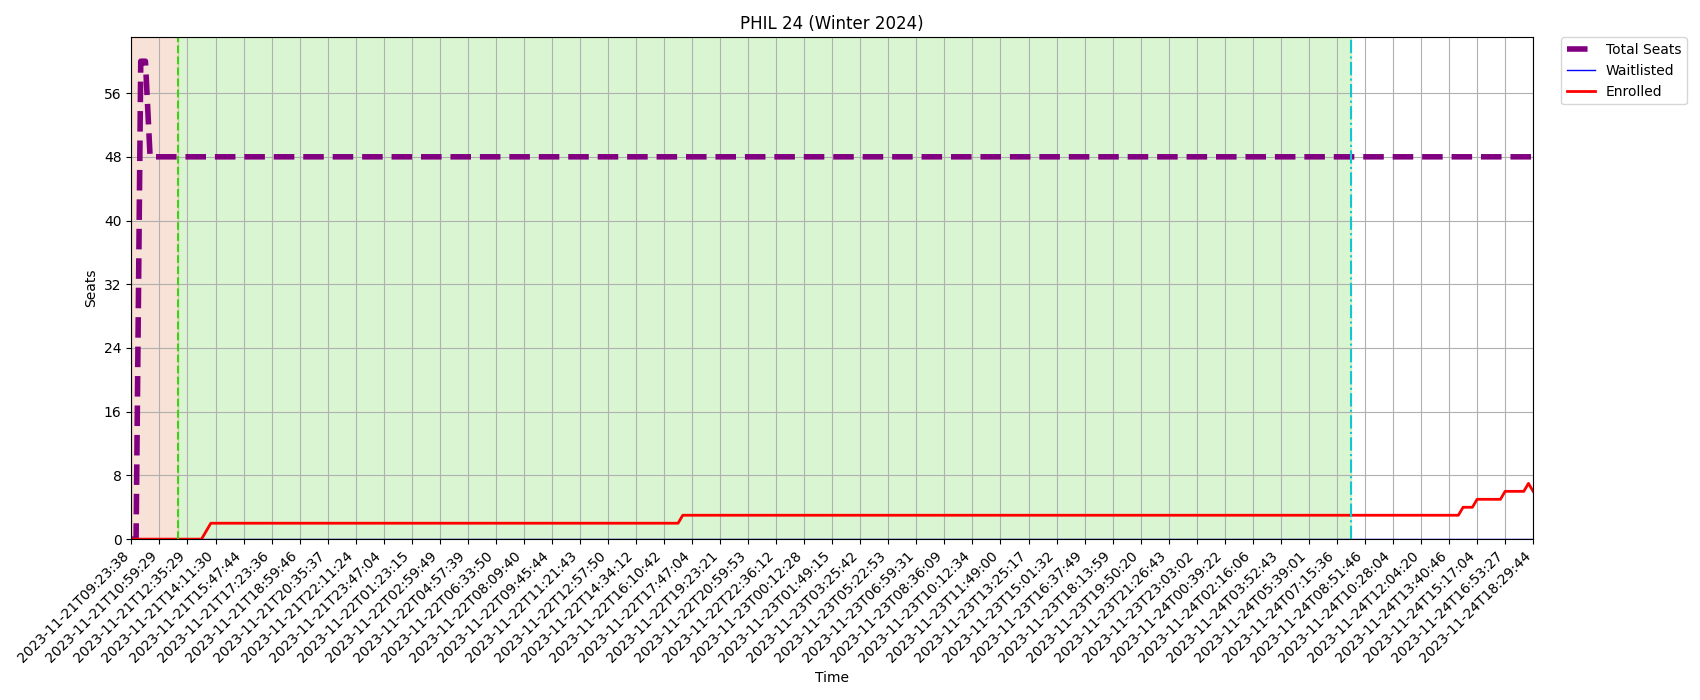 PHIL 24 (Winter 2024)
Total Seats
Waitlisted
Enrolled
Seats
56
48
40
32
24
16
8
0
2023-11-21T09:23:38
2023-11-21T10:59:29
2023-11-21T12:35:29
2023-11-21T14:11:30
2023-11-21T15:47:44
2023-11-21T17:23:36
2023-11-21T18:59:46
2023-11-21T20:35:37
2023-11-21T22:11:24
2023-11-21T23:47:04
2023-11-22T01:23:15
2023-11-22T02:59:49
2023-11-22T04:57:39
2023-11-22T06:33:50
2023-11-22T08:09:40
2023-11-22T09:45:44
2023-11-22T11:21:43
2023-11-22T12:57:50
2023-11-22T14:34:12
2023-11-22T16:10:42
2023-11-22T17:47:04
2023-11-22T19:23:21
2023-11-22T20:59:53
2023-11-22T22:36:12
2023-11-23T00:12:28
2023-11-23T01:49:15
2023-11-23T03:25:42
2023-11-23T05:22:53
2023-11-23T06:59:31
2023-11-23T08:36:09
2023-11-23T10:12:34
2023-11-23T11:49:00
2023-11-23T13:25:17
2023-11-23T15:01:32
2023-11-23T16:37:49
2023-11-23T18:13:59
2023-11-23T19:50:20
2023-11-23T21:26:43
2023-11-23T23:03:02
2023-11-24T00:39:22
2023-11-24T02:16:06
2023-11-24T03:52:43
2023-11-24T05:39:01
2023-11-24T07:15:36
2023-11-24T08:51:46
2023-11-24T10:28:04
2023-11-24T12:04:20
2023-11-24T13:40:46
2023-11-24T15:17:04
2023-11-24T16:53:27
2023-11-24T18:29:44
Time